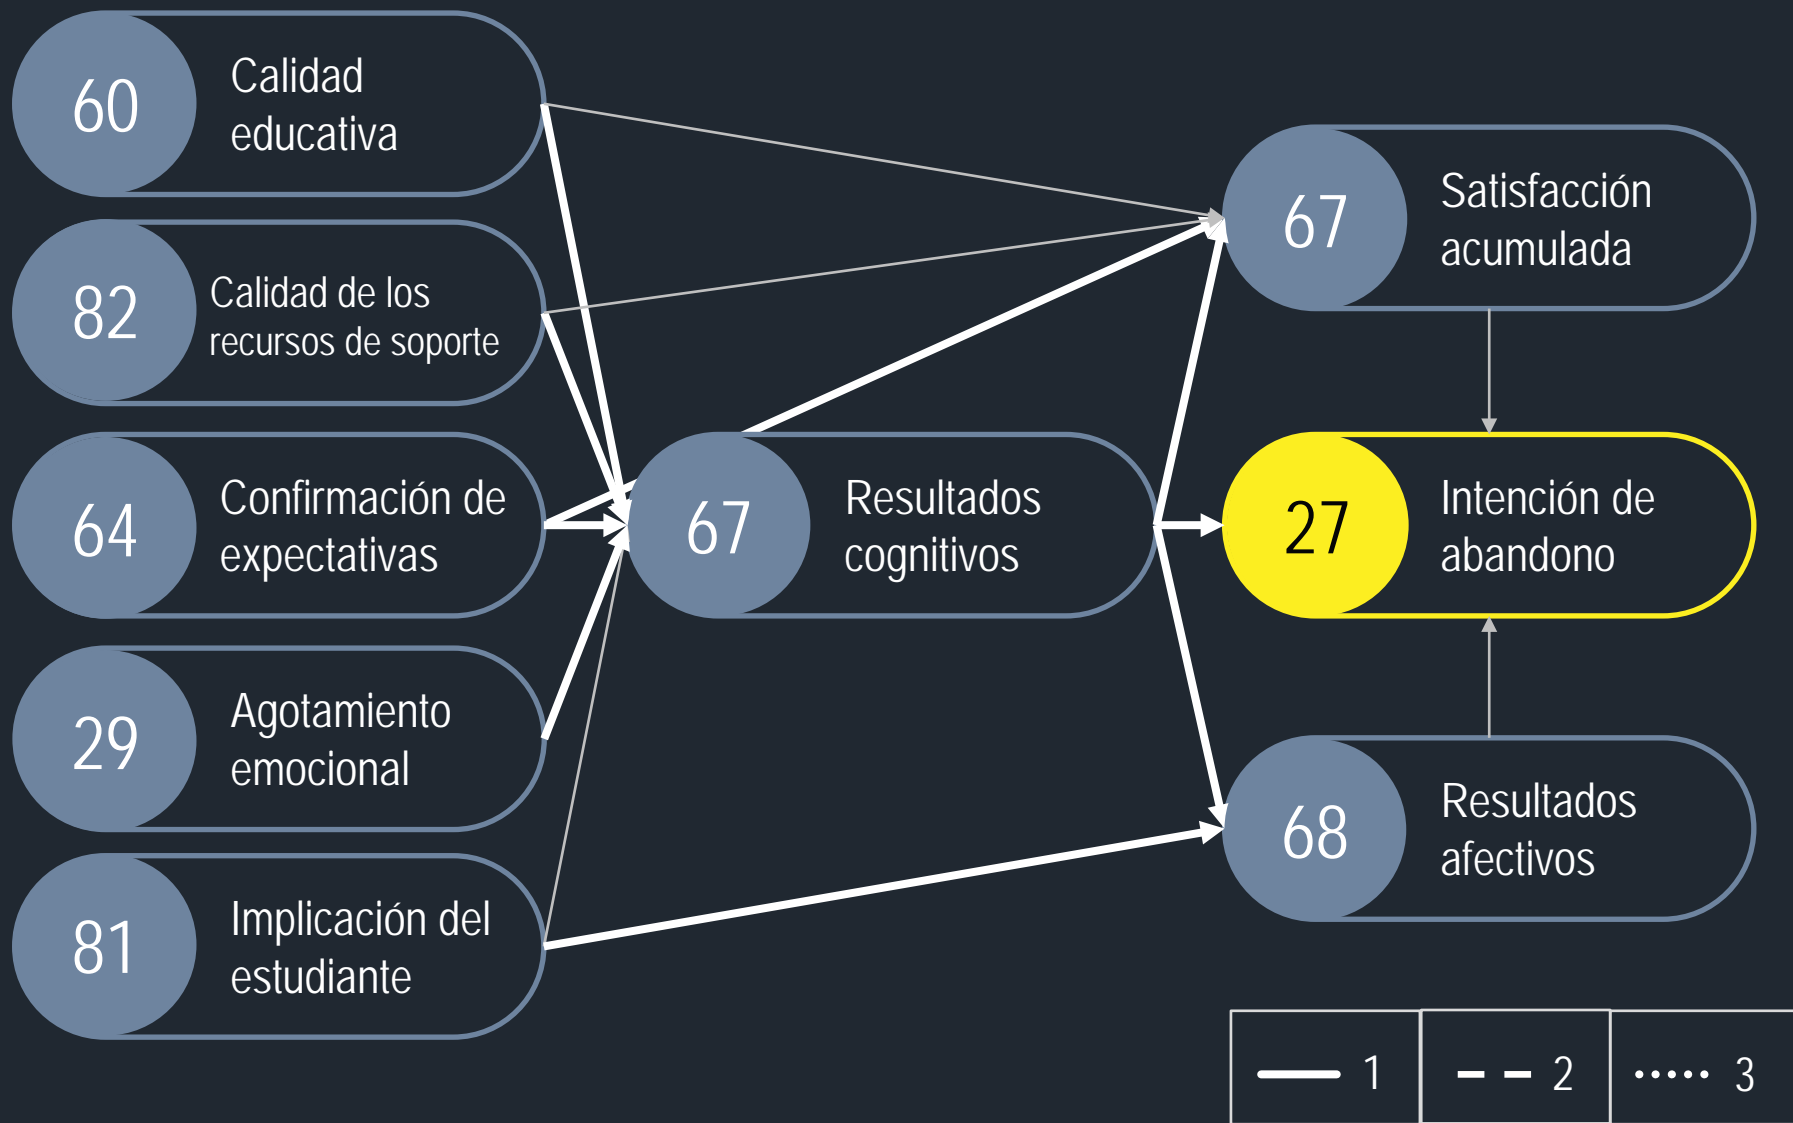 60
Calidad
educativa
82
Calidad de los
recursos de soporte
64
Confirmación de
expectativas
29
Agotamiento
emocional
81
Implicación del
estudiante
67
Resultados
cognitivos
67
Satisfacción
acumulada
27
Intención de
abandono
68
Resultados
afectivos
1
2
3